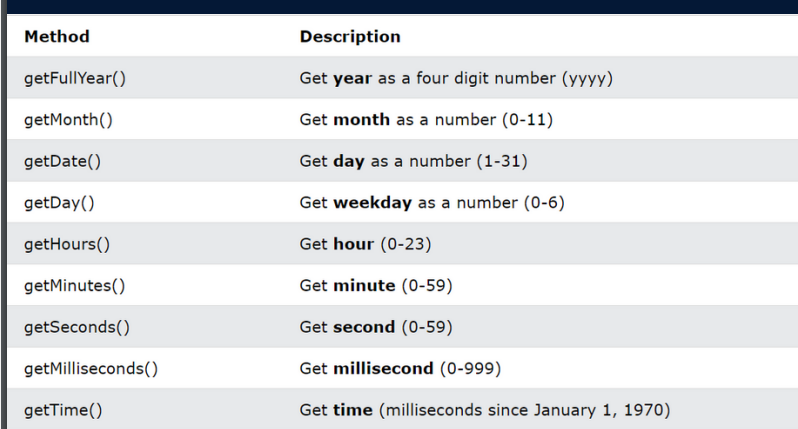 Method Description
getFullYear() Get year as a four digit number (yyyy)
getMonth() Get month as a number (0-11)
getDate() Get day as a number (1-31)
getDay() Get weekday as a number (0-6)
getHours() Get hour (0-23)
getMinutes() Get minute (0-59)
getSeconds() Get second (0-59)
getMilliseconds() Get millisecond (0-999)
getTime() Get time (milliseconds since January 1, 1970)